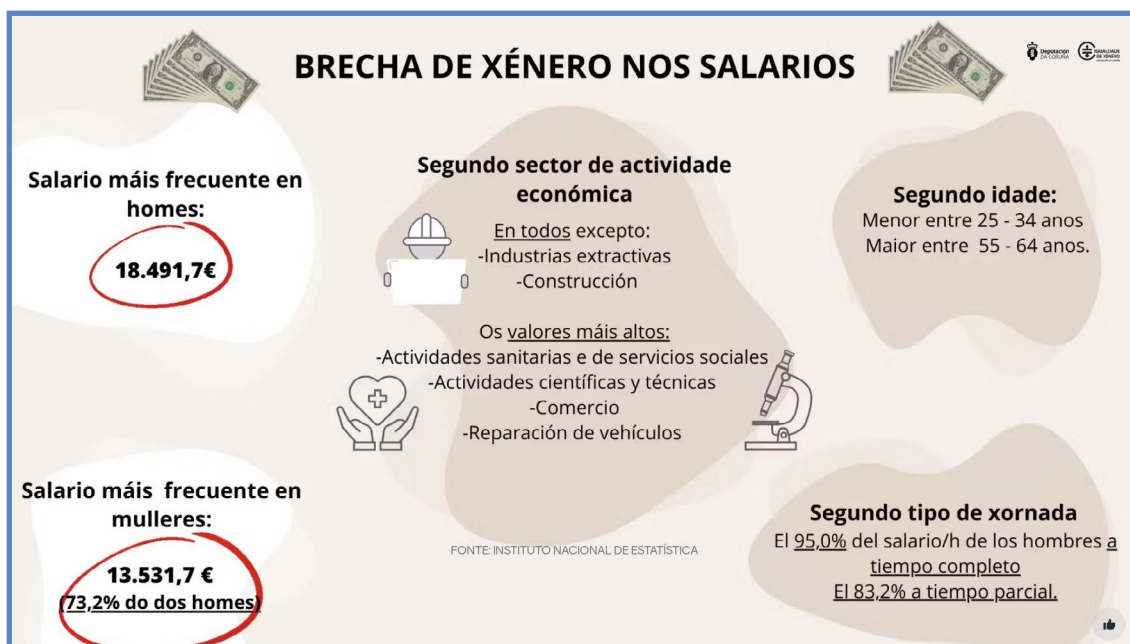 BRECHA DE XÉNERO NOS SALARIOS
Deputación
DA CORUÑA
IGUALDADE
DE XÉNERO
Salario máis frecuente en
homes:
18.491,7€
Segundo sector de actividade
económica
En todos excepto:
-Industrias extractivas
-Construcción
Os valores máis altos:
-Actividades sanitarias e de servicios sociales
-Actividades científicas y técnicas
-Comercio
-Reparación de vehículos
Segundo idade:
Menor entre 25 - 34 anos
Maior entre 55 - 64 anos.
Salario máis frecuente en
mulleres:
13.531,7 €
(73,2% do dos homes)
FONTE: INSTITUTO NACIONAL DE ESTATÍSTICA
Segundo tipo de xornada
El 95,0% del salario/h de los hombres a
tiempo completo
El 83,2% a tiempo parcial.